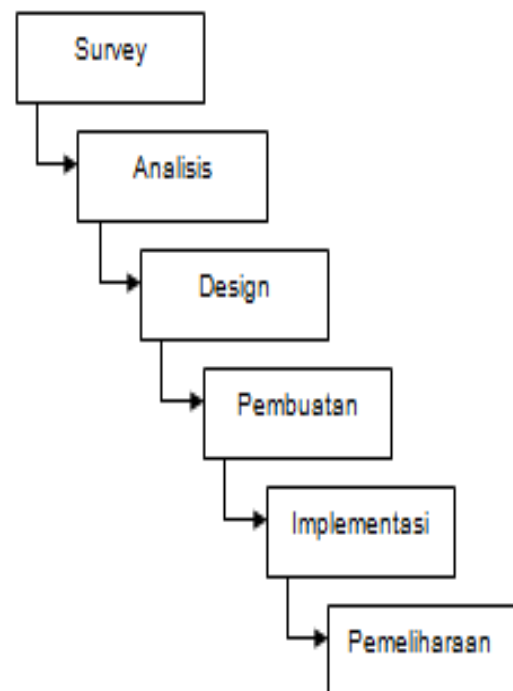 Survey
Analisis
Design
Pembuatan
Implementasi
Pemeliharaan